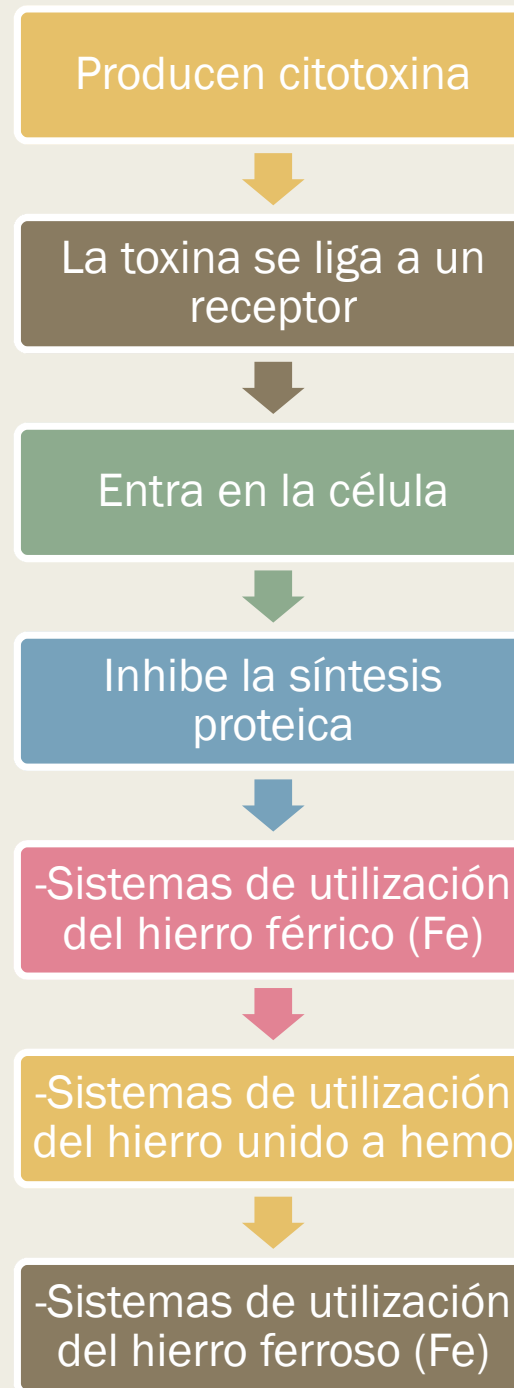 Producen citotoxina
La toxina se liga a un
receptor
Entra en la célula
Inhibe la síntesis
proteica
-Sistemas de utilización
del hierro férrico (Fe)
-Sistemas de utilización
del hierro unido a hemo
-Sistemas de utilización
del hierro ferroso (Fe)